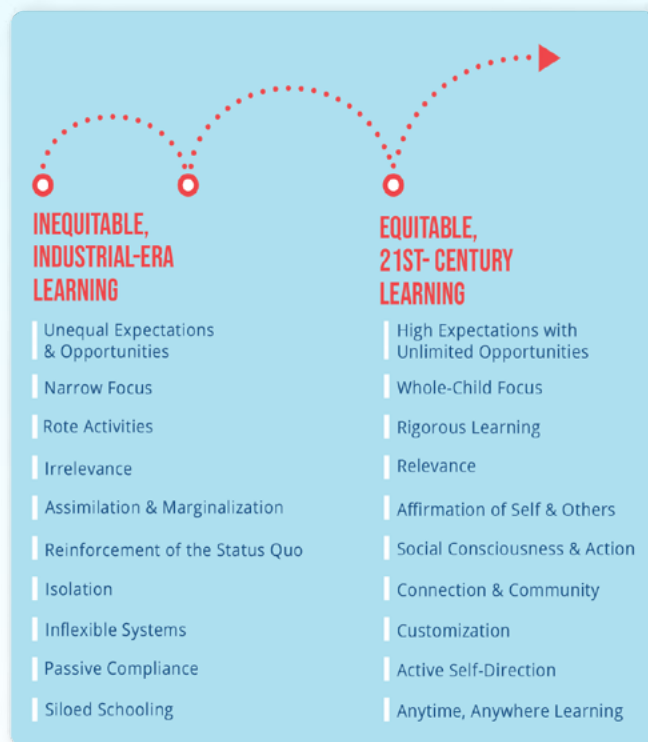 INEQUITABLE,
INDUSTRIAL-ERA
LEARNING
Unequal Expectations
& Opportunities
Narrow Focus
Rote Activities
Irrelevance
Assimilation & Marginalization
Reinforcement of the Status Quo
Isolation
Inflexible Systems
Passive Compliance
Siloed Schooling
EQUITABLE,
21ST- CENTURY
LEARNING
High Expectations with
Unlimited Opportunities
Whole-Child Focus
Rigorous Learning
Relevance
Affirmation of Self & Others
Social Consciousness & Action
Connection & Community
Customization
Active Self-Direction
Anytime, Anywhere Learning